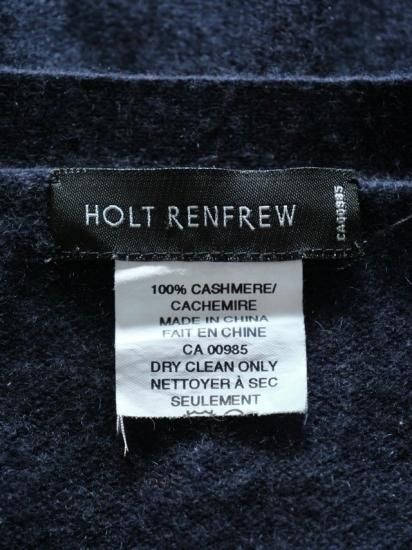 HOLT RENFREW
CA00985
100% CASHMERE/
CACHEMIRE
MADE IN CHINA
FAIT EN CHINE
CA 00985
DRY CLEAN ONLY
NETTOYER À SEC
SEULEMENT